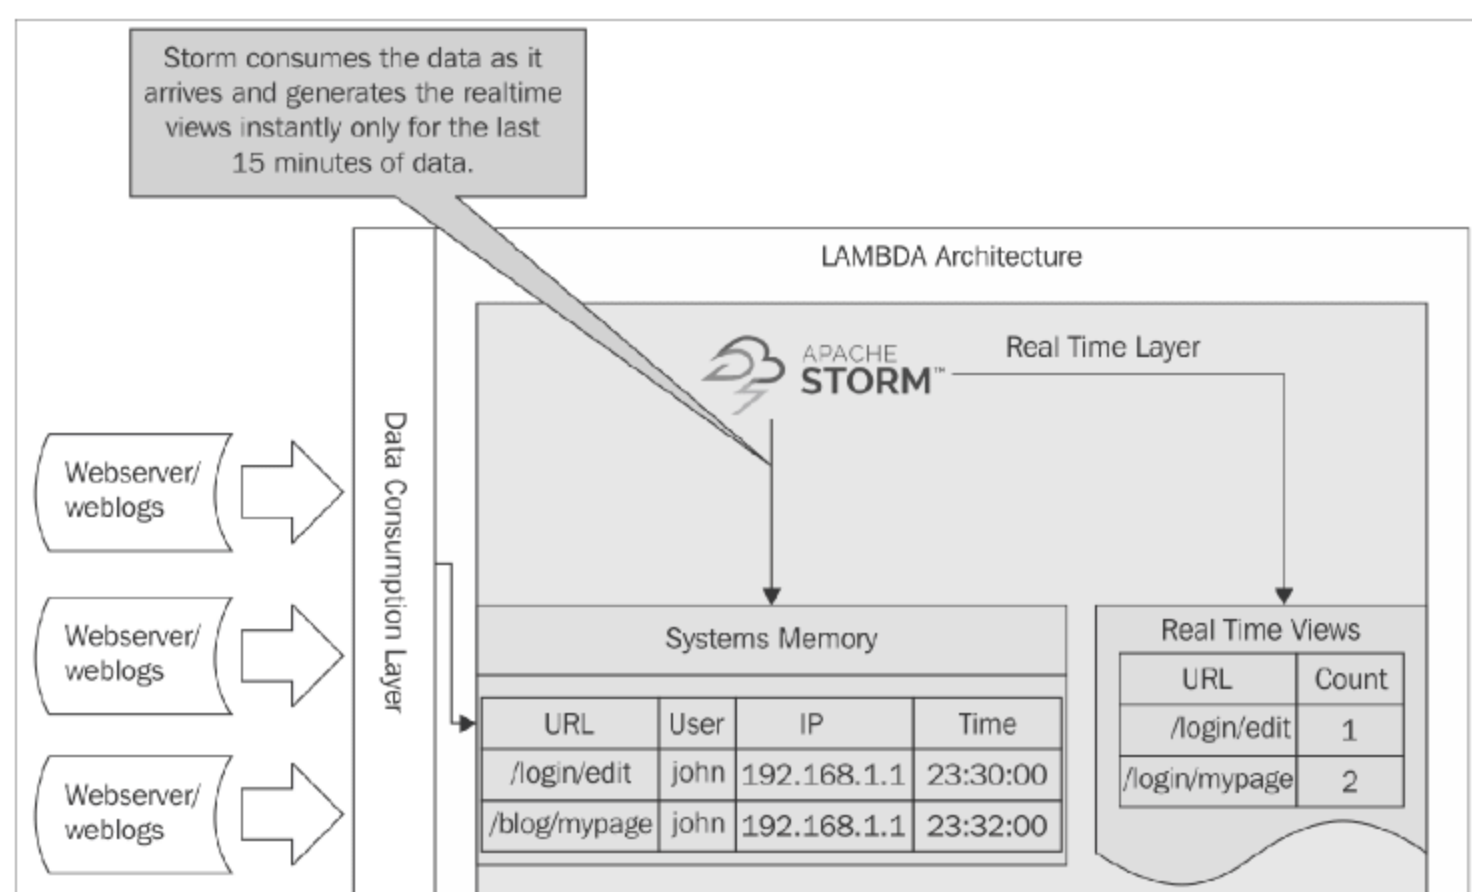 Storm consumes the data as it
arrives and generates the realtime
views instantly only for the last
15 minutes of data.
LAMBDA Architecture
APACHE
STORM™
Real Time Layer
Data Consumption Layer
Webserver/
weblogs
Webserver/
weblogs
Webserver/
weblogs
Systems Memory
URL User IP Time
/login/edit john 192.168.1.1 23:30:00
/blog/mypage john 192.168.1.1 23:32:00
Real Time Views
URL Count
/login/edit 1
/login/mypage 2